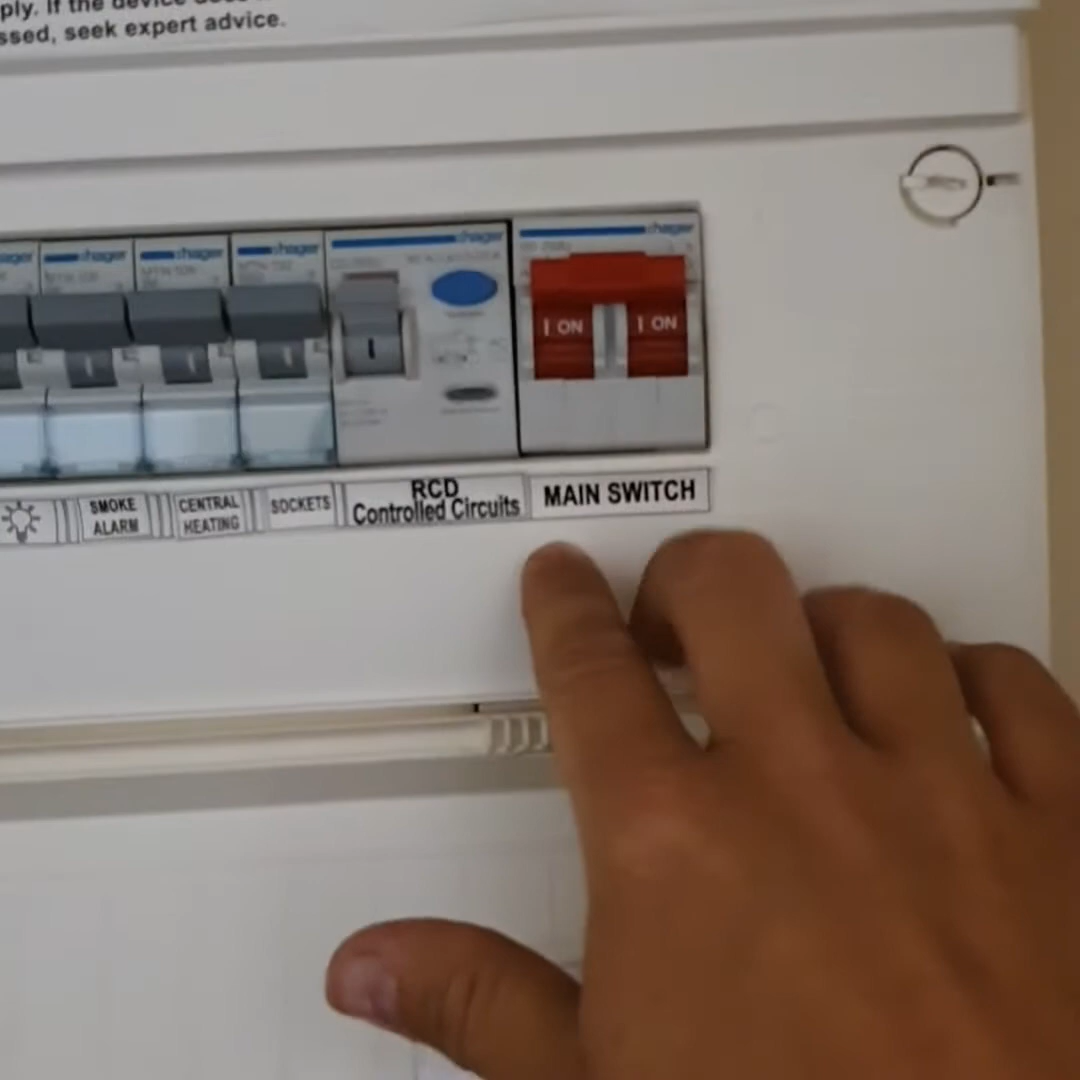 ply. If the device does
ssed, seek expert advice.
hager
hager
hager
hager
hager
I ON
I ON
SMOKE
ALARM
CENTRAL
HEATING
SOCKETS
RCD
Controlled Circuits
MAIN SWITCH